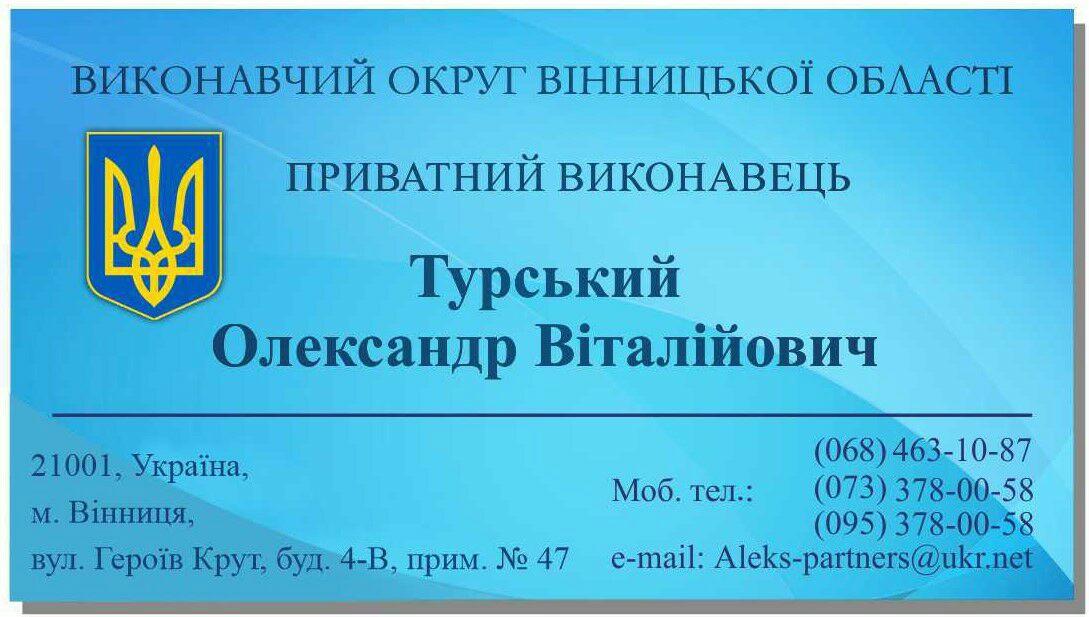 ВИКОНАВЧИЙ ОКРУГ ВІННИЦЬКОЇ ОБЛАСТІ
ПРИВАТНИЙ ВИКОНАВЕЦЬ
Турський
Олександр Віталійович
21001, Україна,
м. Вінниця,
вул. Героїв Крут, буд. 4-В, прим. № 47
(068) 463-10-87
Моб. тел.: (073) 378-00-58
(095) 378-00-58
e-mail: Aleks-partners@ukr.net